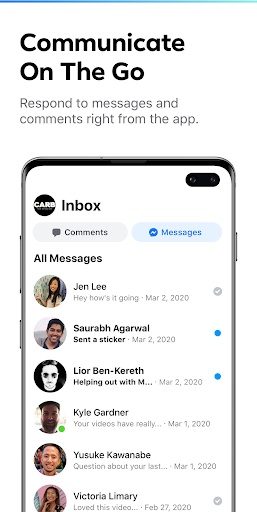 Communicate
On The Go
Respond to messages and
comments right from the app.
CARB
Inbox
Comments
Messages
All Messages
Jen Lee
Hey how's it going · Mar 2, 2020
Saurabh Agarwal
Sent a sticker · Mar 2, 2020
Lior Ben-Kereth
Helping out with M... · Mar 2, 2020
Kyle Gardner
Your videos have really... · Mar 1, 2020
Yusuke Kawanabe
Question about your last... · Mar 1, 2020
Victoria Limary
Loved this video... · Feb 27, 2020